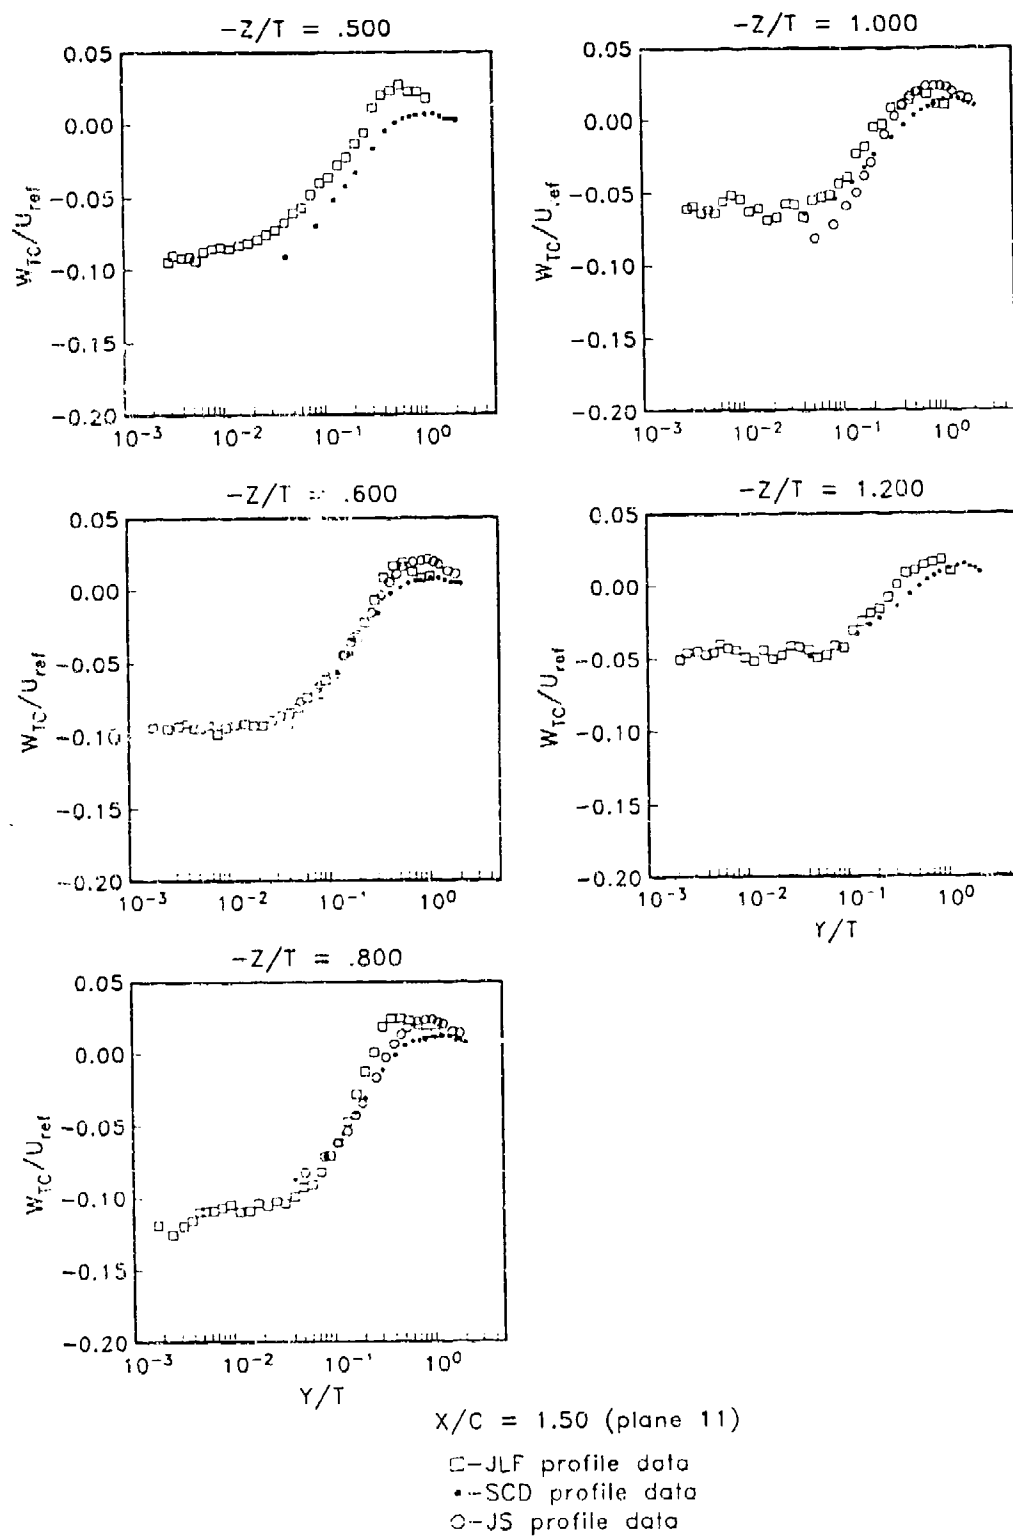 -Z/T = .500
0.05
0.00
-0.05
-0.10
-0.15
-0.20
W_TC/U_ref
10^-3 10^-2 10^-1 10^0
-Z/T = 1.000
0.05
0.00
-0.05
-0.10
-0.15
-0.20
W_TC/U_ref
10^-3 10^-2 10^-1 10^0
-Z/T = .600
0.05
0.00
-0.05
-0.10
-0.15
-0.20
W_TC/U_ref
10^-3 10^-2 10^-1 10^0
-Z/T = 1.200
0.05
0.00
-0.05
-0.10
-0.15
-0.20
W_TC/U_ref
10^-3 10^-2 10^-1 10^0
Y/T
-Z/T = .800
0.05
0.00
-0.05
-0.10
-0.15
-0.20
W_TC/U_ref
10^-3 10^-2 10^-1 10^0
Y/T
X/C = 1.50 (plane 11)
□-JLF profile data
•-SCD profile data
○-JS profile data